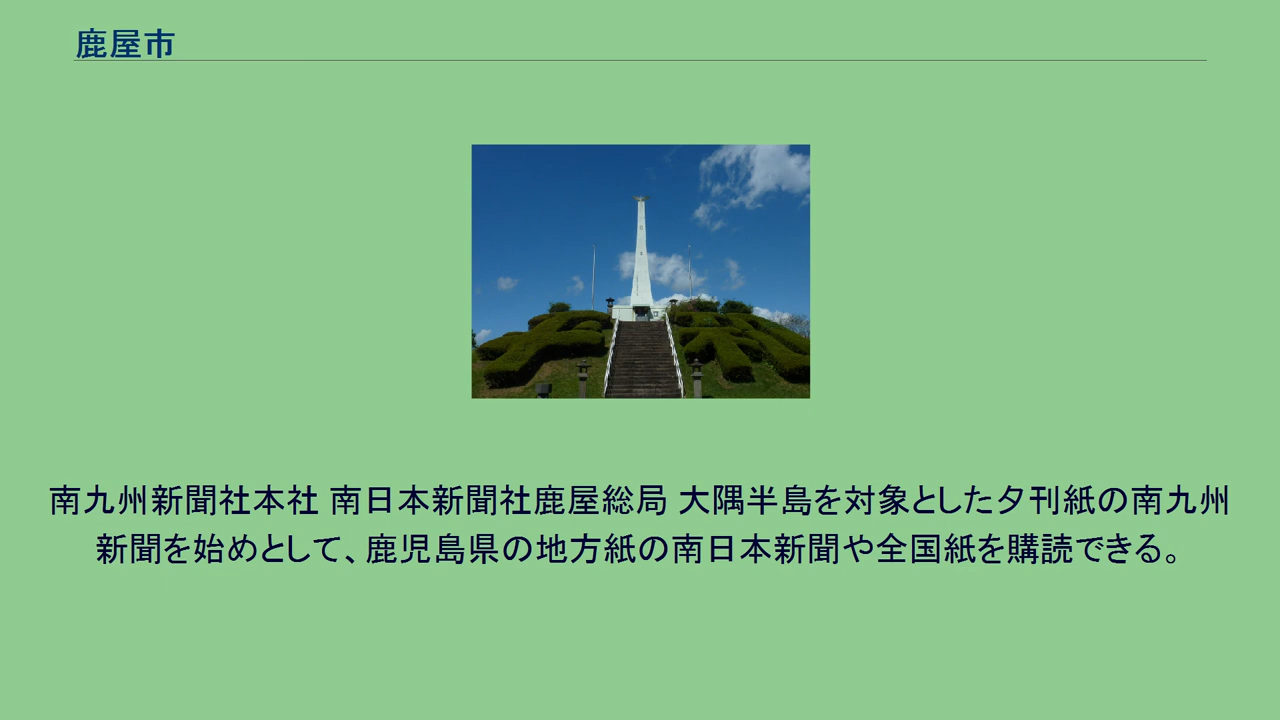 鹿屋市
南九州新聞社本社 南日本新聞社鹿屋総局 大隅半島を対象とした夕刊紙の南九州
新聞を始めとして、鹿児島県の地方紙の南日本新聞や全国紙を購読できる。